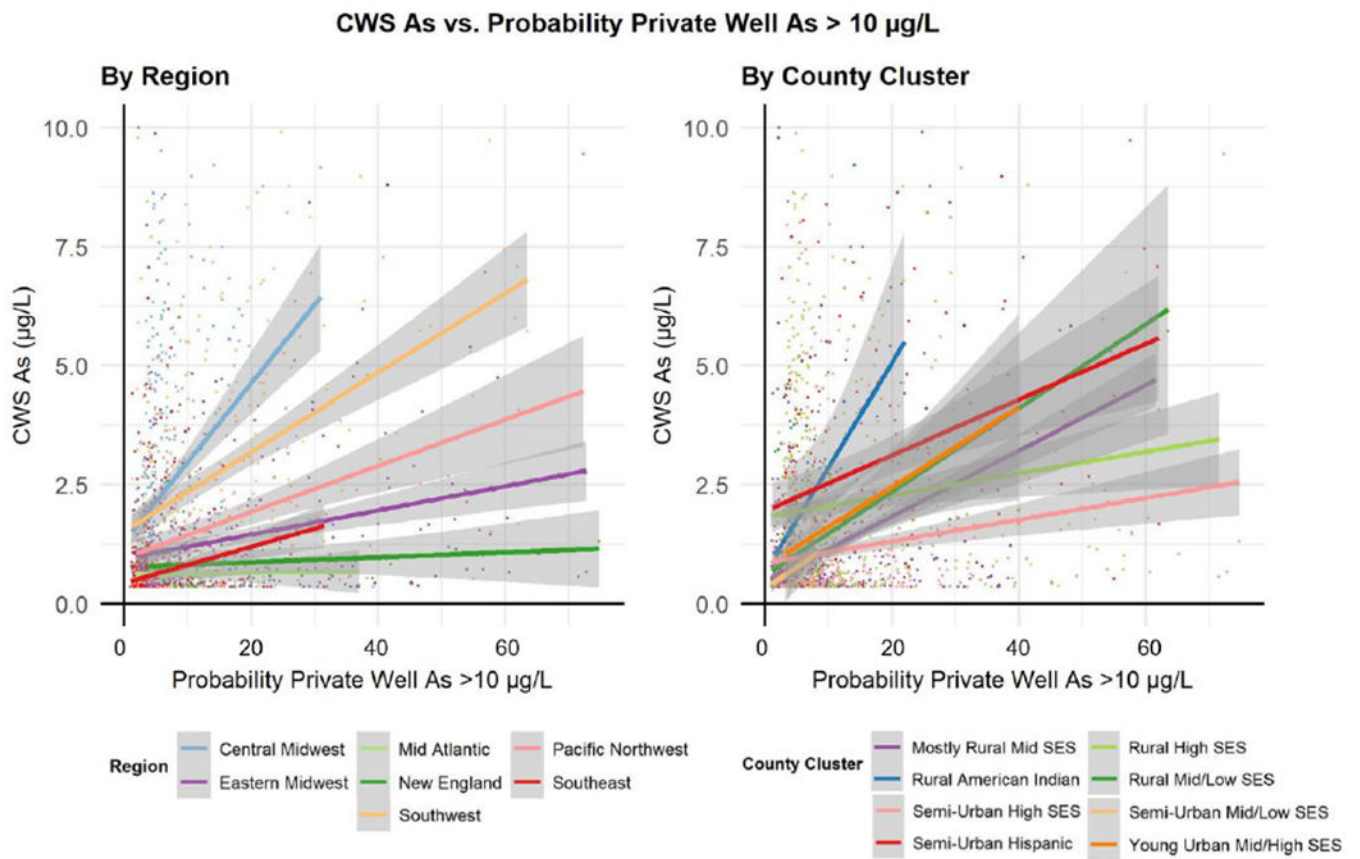 CWS As vs. Probability Private Well As > 10 µg/L
By Region
By County Cluster
10.0
7.5
5.0
2.5
0.0
CWS As (µg/L)
0 20 40 60
Probability Private Well As >10 µg/L
10.0
7.5
5.0
2.5
0.0
CWS As (µg/L)
0 20 40 60
Probability Private Well As >10 µg/L
Region
Central Midwest
Mid Atlantic
Pacific Northwest
Eastern Midwest
New England
Southeast
Southwest
County Cluster
Mostly Rural Mid SES
Rural High SES
Rural American Indian
Rural Mid/Low SES
Semi-Urban High SES
Semi-Urban Mid/Low SES
Semi-Urban Hispanic
Young Urban Mid/High SES